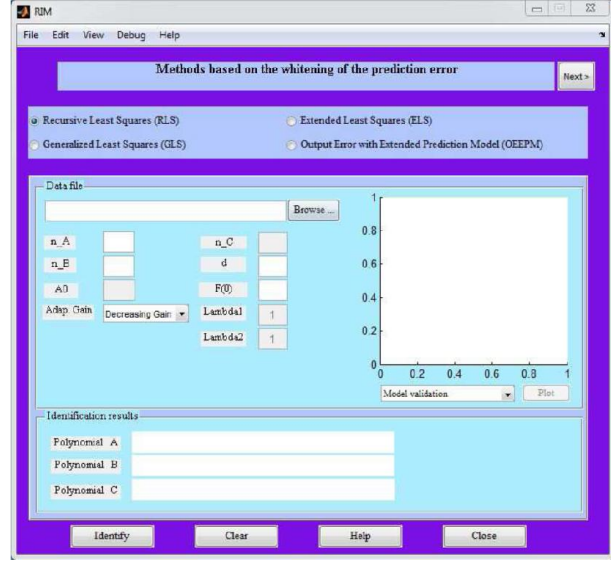 RIM
File Edit View Debug Help
Methods based on the whitening of the prediction error
Next >
Recursive Least Squares (RLS)
Extended Least Squares (ELS)
Generalized Least Squares (GLS)
Output Error with Extended Prediction Model (OEEPM)
Data file
Browse ...
n_A
n_C
n_B
d
A0
F(0)
Adap. Gain
Decreasing Gain
Lambda1
1
Lambda2
1
1
0.8
0.6
0.4
0.2
0
0 0.2 0.4 0.6 0.8 1
Model validation
Plot
Identification results
Polynomial A
Polynomial B
Polynomial C
Identify
Clear
Help
Close